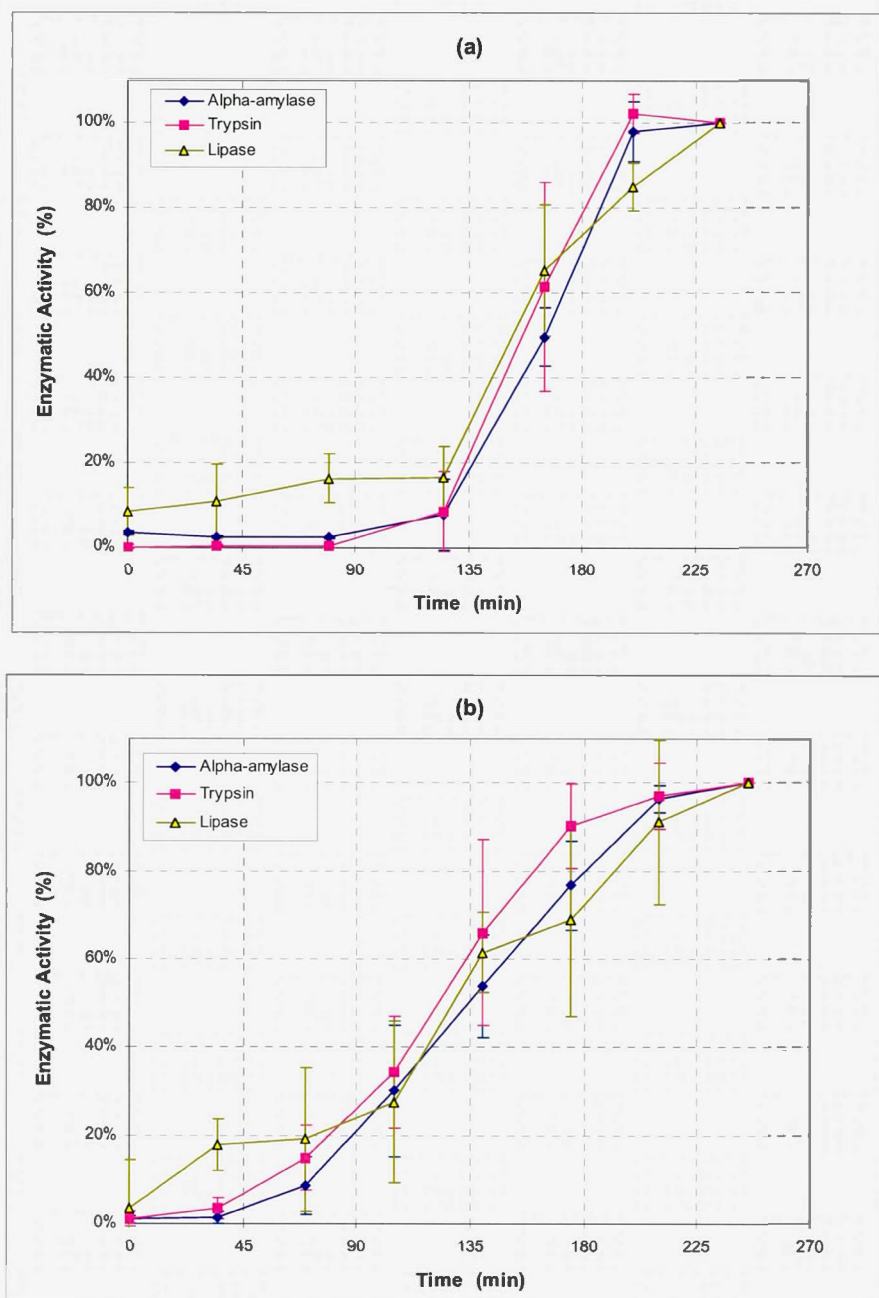 (a)
Alpha-amylase
Trypsin
Lipase
Enzymatic Activity (%)
100%
80%
60%
40%
20%
0%
0 45 90 135 180 225 270
Time (min)
(b)
Alpha-amylase
Trypsin
Lipase
Enzymatic Activity (%)
100%
80%
60%
40%
20%
0%
0 45 90 135 180 225 270
Time (min)